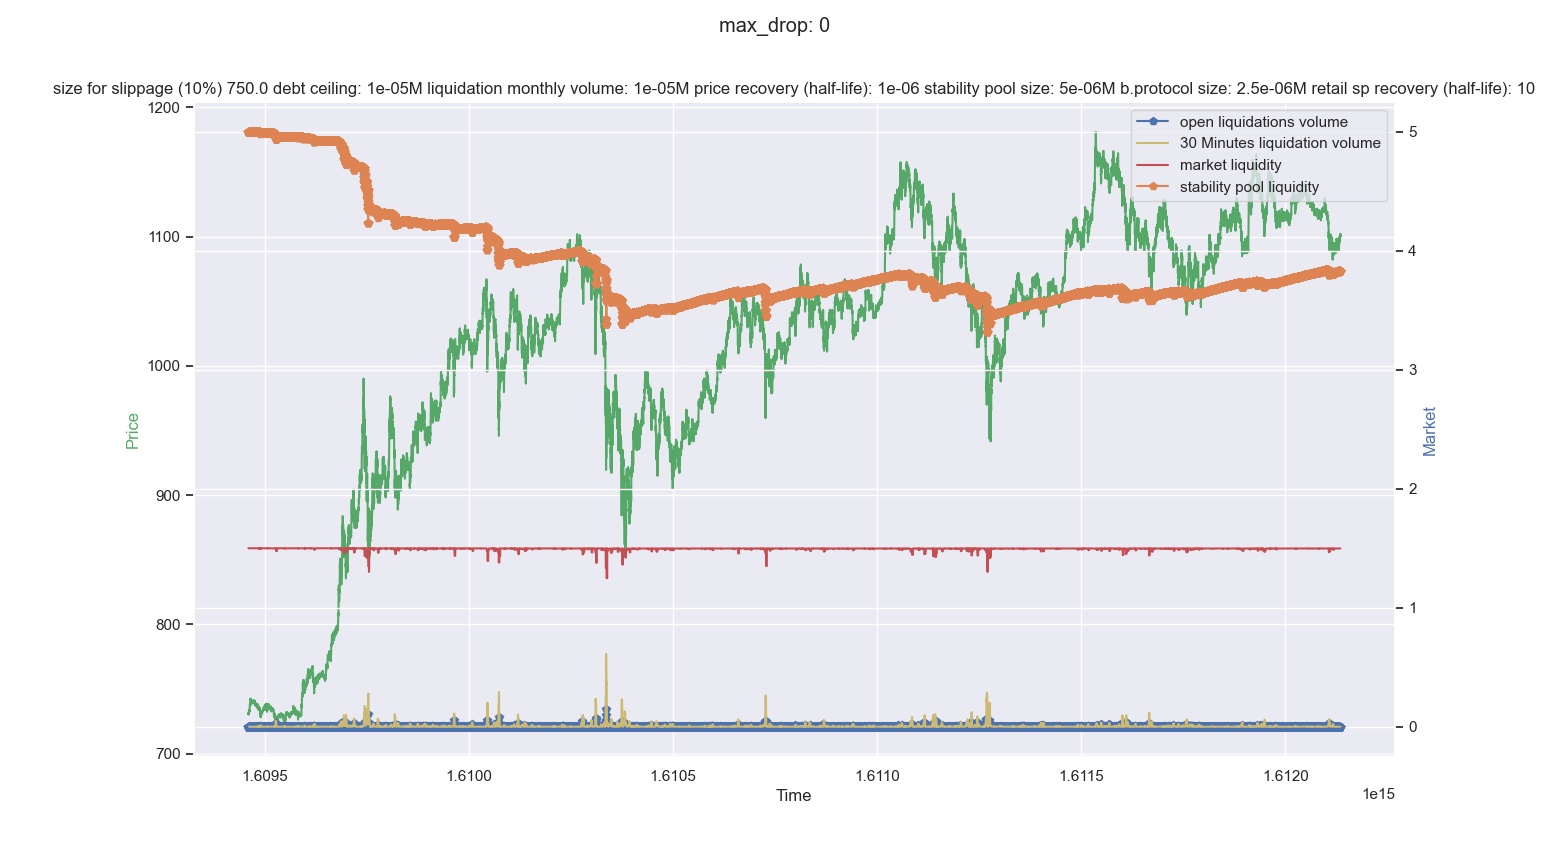 max_drop: 0
size for slippage (10%) 750.0 debt ceiling: 1e-05M liquidation monthly volume: 1e-05M price recovery (half-life): 1e-06 stability pool size: 5e-06M b.protocol size: 2.5e-06M retail sp recovery (half-life): 10
open liquidations volume
30 Minutes liquidation volume
market liquidity
stability pool liquidity
1200
1100
1000
900
800
700
Price
5
4
3
2
1
0
Market
1.6095 1.6100 1.6105 1.6110 1.6115 1.6120
Time
1e15